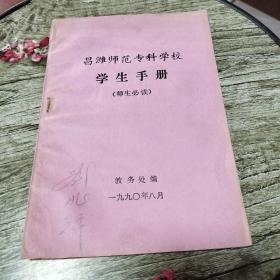 昌潍师范专科学校
学生手册
(师生必读)
教务处编
一九九〇年八月